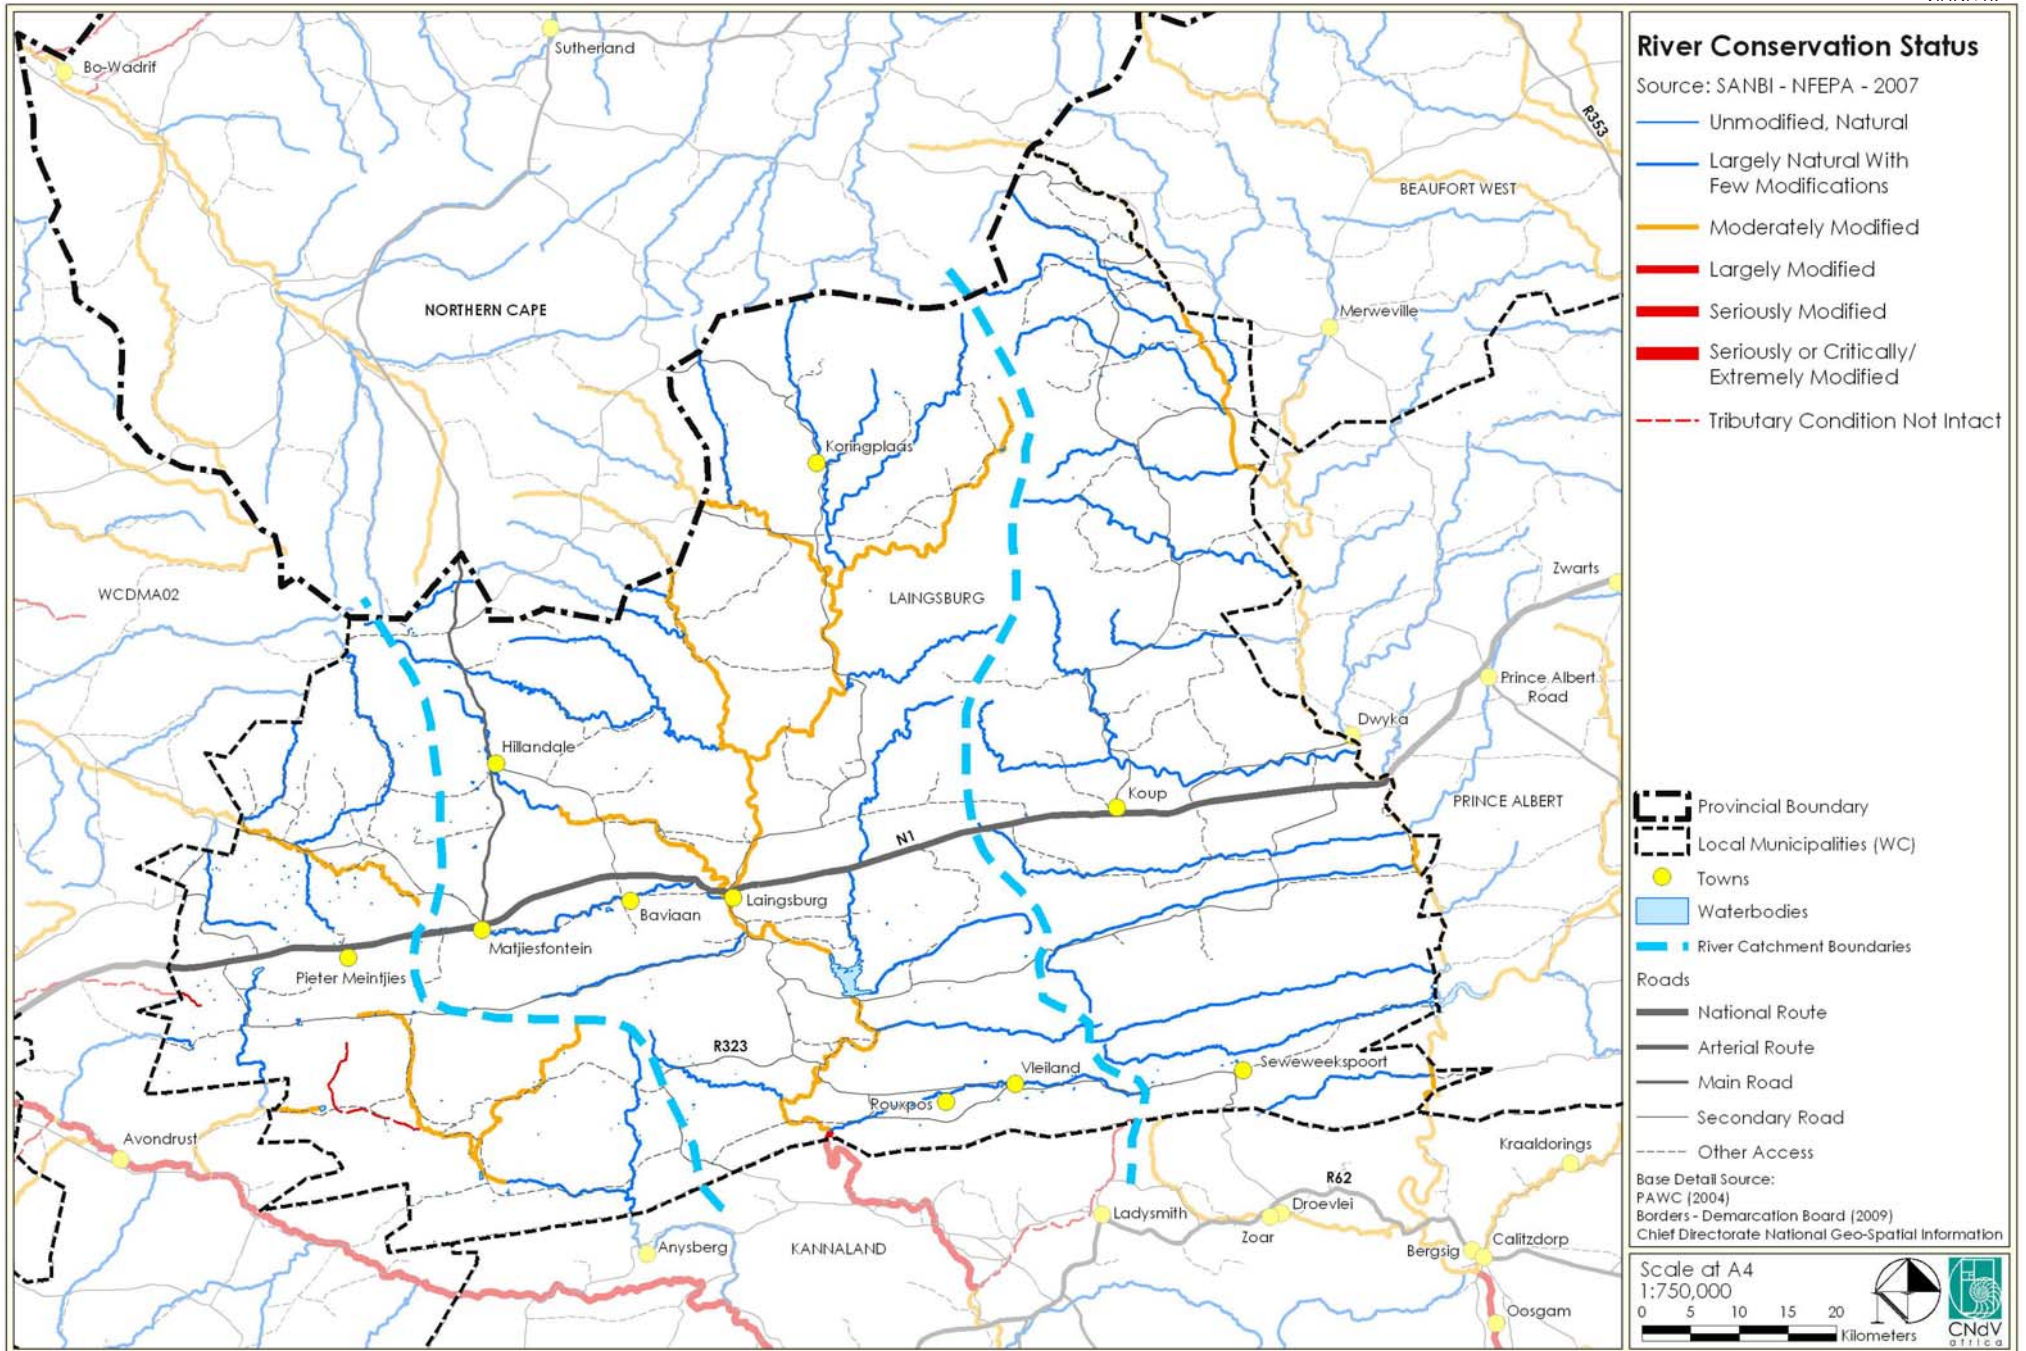 Bo-Wadrif
Sutherland
R353
BEAUFORT WEST
NORTHERN CAPE
Merweville
Koringplaas
Zwarts
WCDMA02
LAINGSBURG
Prince Albert
Road
Dwyka
Hillandale
Koup
PRINCE ALBERT
N1
Laingsburg
Baviaan
Matjiesfontein
Pieter Meintjies
R323
Vleiland
Seweweekspoort
Rouxpos
Avondrust
Kraaldorings
R62
Ladysmith
Droevlei
Zoar
Anysberg
KANNALAND
Bergsig
Calitzdorp
Oosgam
River Conservation Status
Source: SANBI - NFEPA - 2007
Unmodified, Natural
Largely Natural With
Few Modifications
Moderately Modified
Largely Modified
Seriously Modified
Seriously or Critically/
Extremely Modified
Tributary Condition Not Intact
Provincial Boundary
Local Municipalities (WC)
Towns
Waterbodies
River Catchment Boundaries
Roads
National Route
Arterial Route
Main Road
Secondary Road
Other Access
Base Detail Source:
PAWC (2004)
Borders - Demarcation Board (2009)
Chief Directorate National Geo-Spatial Information
Scale at A4
1:750,000
0 5 10 15 20
Kilometers
CNdV
africa